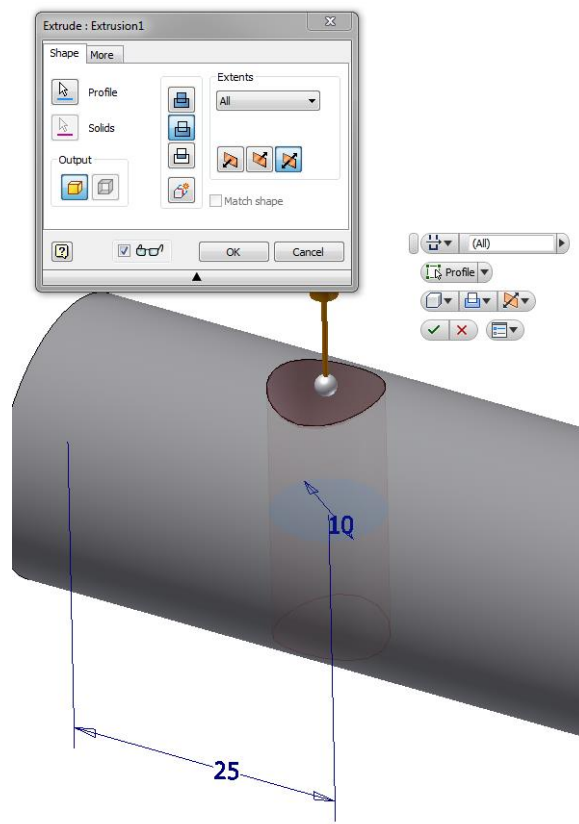 Extrude : Extrusion1
Shape More
Profile
Solids
Output
Extents
All
Match shape
OK Cancel
(All)
Profile
10
25